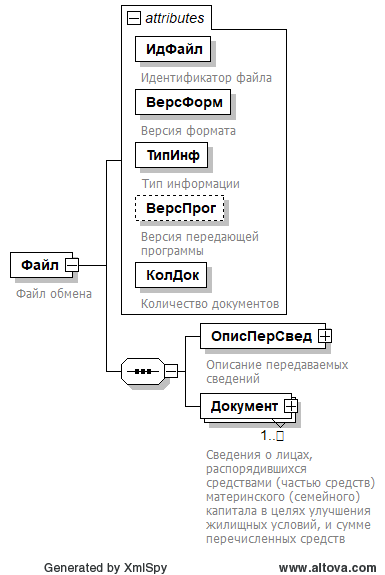 attributes
ИдФайл
Идентификатор файла
ВерсФорм
Версия формата
ТипИнф
Тип информации
ВерсПрог
Версия передающей
программы
КолДок
Количество документов
Файл
Файл обмена
ОписПерСвед
Описание передаваемых
сведений
Документ
1..
Сведения о лицах,
распорядившихся
средствами (частью средств)
материнского (семейного)
капитала в целях улучшения
жилищных условий, и сумме
перечисленных средств
Generated by XmlSpy
www.altova.com